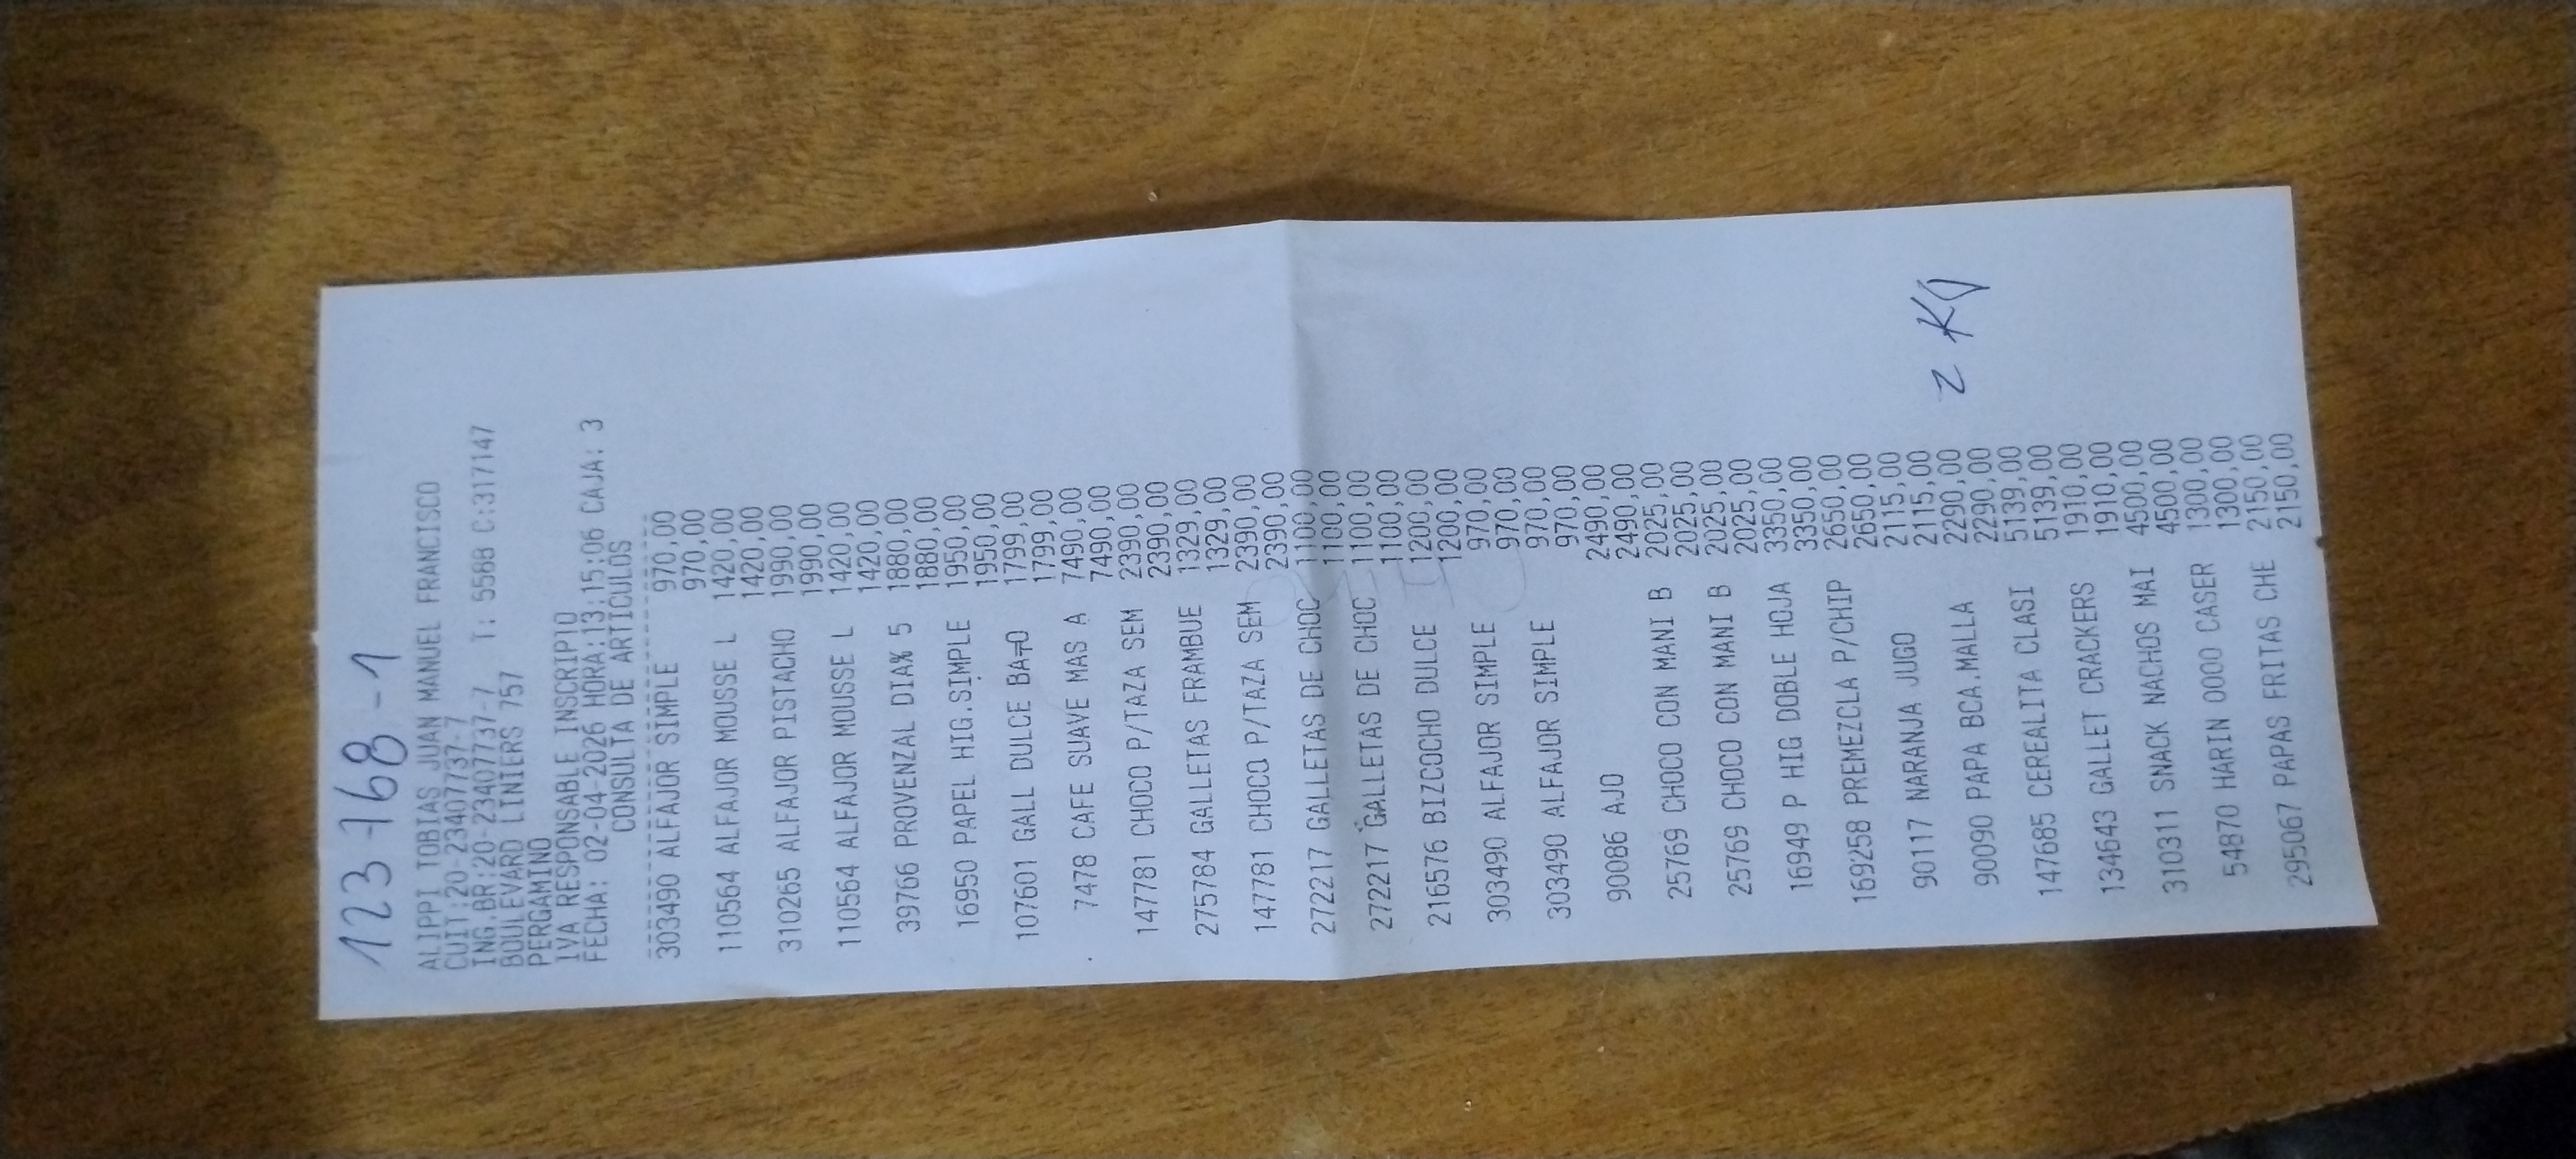 123768-1
ALIPPI TOBIAS JUAN MANUEL FRANCISCO
CUIT:20-23407737-7
ING.BR:20-23407737-7 T: 5588 C:317147
BOULEVARD LINIERS 757
PERGAMINO
IVA RESPONSABLE INSCRIPTO
FECHA: 02-04-2026 HORA:13:15:06 CAJA: 3
CONSULTA DE ARTICULOS
303490 ALFAJOR SIMPLE 970,00
970,00
110564 ALFAJOR MOUSSE L 1420,00
1420,00
310265 ALFAJOR PISTACHO 1990,00
1990,00
110564 ALFAJOR MOUSSE L 1420,00
1420,00
39766 PROVENZAL DIA% 5 1880,00
1880,00
16950 PAPEL HIG.SIMPLE 1950,00
1950,00
107601 GALL DULCE BA¬O 1799,00
1799,00
7478 CAFE SUAVE MAS A 7490,00
7490,00
147781 CHOCO P/TAZA SEM 2390,00
2390,00
275784 GALLETAS FRAMBUE 1329,00
1329,00
147781 CHOCO P/TAZA SEM 2390,00
2390,00
272217 GALLETAS DE CHOC 1100,00
1100,00
272217 GALLETAS DE CHOC 1100,00
1100,00
216576 BIZCOCHO DULCE 1200,00
1200,00
303490 ALFAJOR SIMPLE 970,00
970,00
303490 ALFAJOR SIMPLE 970,00
970,00
90086 AJO 2490,00
2490,00
25769 CHOCO CON MANI B 2025,00
2025,00
25769 CHOCO CON MANI B 2025,00
2025,00
16949 P HIG DOBLE HOJA 3350,00
3350,00
169258 PREMEZCLA P/CHIP 2650,00
2650,00
90117 NARANJA JUGO 2115,00
2115,00
90090 PAPA BCA.MALLA 2290,00
2290,00
2 KG
147685 CEREALITA CLASI 5139,00
5139,00
134643 GALLET CRACKERS 1910,00
1910,00
310311 SNACK NACHOS MAI 4500,00
4500,00
54870 HARIN 0000 CASER 1300,00
1300,00
295067 PAPAS FRITAS CHE 2150,00
2150,00